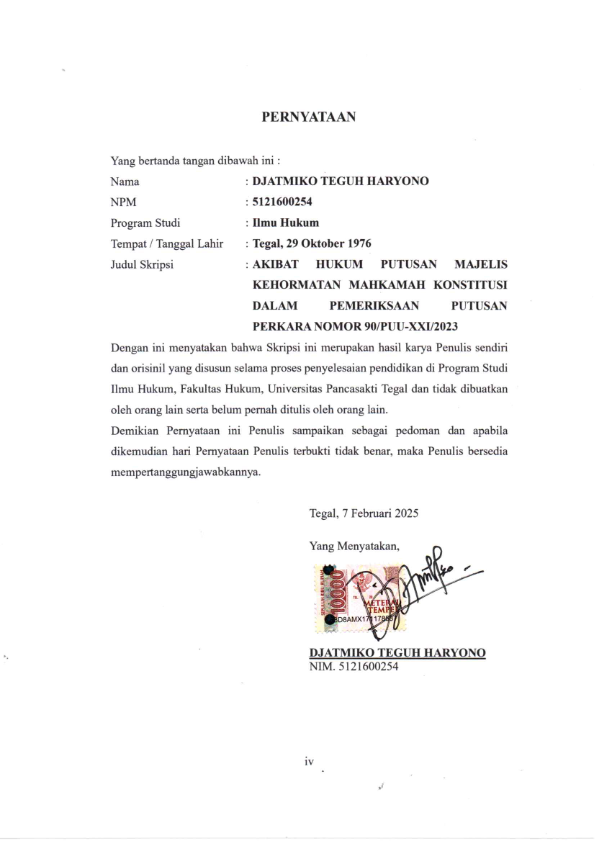 PERNYATAAN
Yang bertanda tangan dibawah ini :
Nama : DJATMIKO TEGUH HARYONO
NPM : 5121600254
Program Studi : Ilmu Hukum
Tempat / Tanggal Lahir : Tegal, 29 Oktober 1976
Judul Skripsi : AKIBAT HUKUM PUTUSAN MAJELIS
KEHORMATAN MAHKAMAH KONSTITUSI
DALAM PEMERIKSAAN PUTUSAN
PERKARA NOMOR 90/PUU-XXI/2023
Dengan ini menyatakan bahwa Skripsi ini merupakan hasil karya Penulis sendiri
dan orisinil yang disusun selama proses penyelesaian pendidikan di Program Studi
Ilmu Hukum, Fakultas Hukum, Universitas Pancasakti Tegal dan tidak dibuatkan
oleh orang lain serta belum pernah ditulis oleh orang lain.
Demikian Pernyataan ini Penulis sampaikan sebagai pedoman dan apabila
dikemudian hari Pernyataan Penulis terbukti tidak benar, maka Penulis bersedia
mempertanggungjawabkannya.
Tegal, 7 Februari 2025
Yang Menyatakan,
10000
METERAI
TEMPEL
DJATMIKO TEGUH HARYONO
NIM. 5121600254
iv